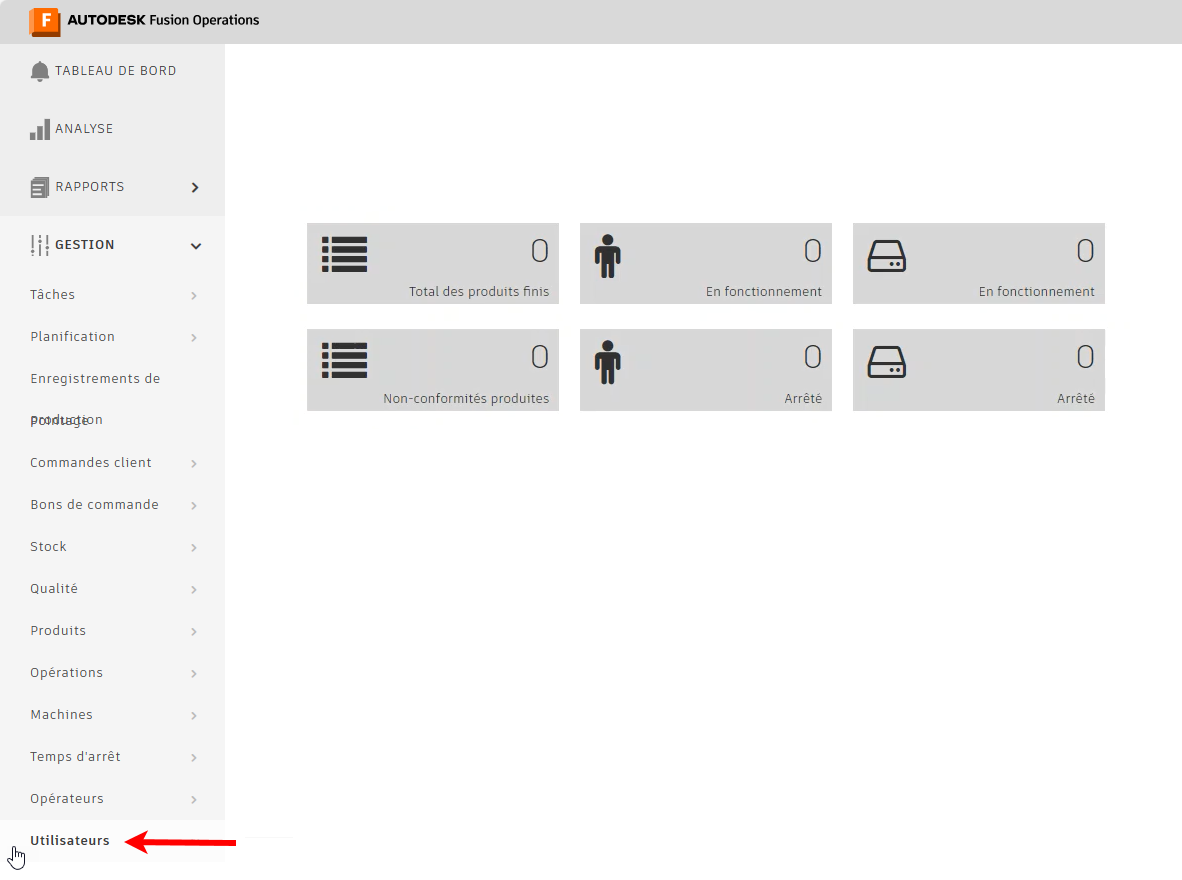 F AUTODESK Fusion Operations
TABLEAU DE BORD
ANALYSE
RAPPORTS
GESTION
Tâches
Planification
Enregistrements de
production
Pointage
Commandes client
Bons de commande
Stock
Qualité
Produits
Opérations
Machines
Temps d'arrêt
Opérateurs
Utilisateurs
0
Total des produits finis
0
En fonctionnement
0
En fonctionnement
0
Non-conformités produites
0
Arrêté
0
Arrêté